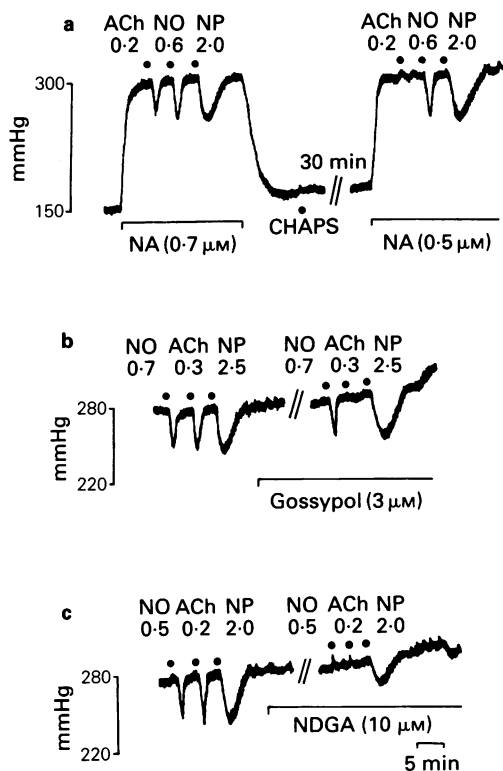 a
ACh NO NP
0·2 0·6 2·0
ACh NO NP
0·2 0·6 2·0
300
mmHg
150
30 min
CHAPS
NA (0·7 μM)
NA (0·5 μM)
b
NO ACh NP
0·7 0·3 2·5
NO ACh NP
0·7 0·3 2·5
280
mmHg
220
Gossypol (3 μM)
c
NO ACh NP
0·5 0·2 2·0
NO ACh NP
0·5 0·2 2·0
280
mmHg
220
NDGA (10 μM)
5 min